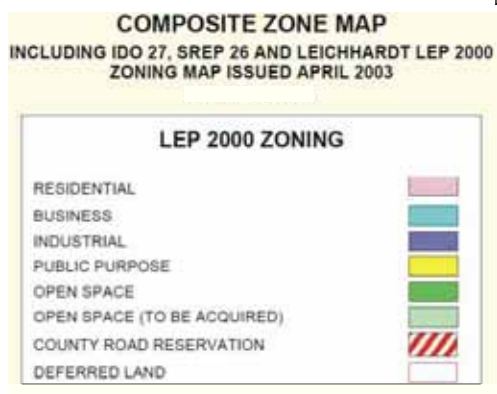 COMPOSITE ZONE MAP
INCLUDING IDO 27, SREP 26 AND LEICHHARDT LEP 2000
ZONING MAP ISSUED APRIL 2003
LEP 2000 ZONING
RESIDENTIAL
BUSINESS
INDUSTRIAL
PUBLIC PURPOSE
OPEN SPACE
OPEN SPACE (TO BE ACQUIRED)
COUNTY ROAD RESERVATION
DEFERRED LAND